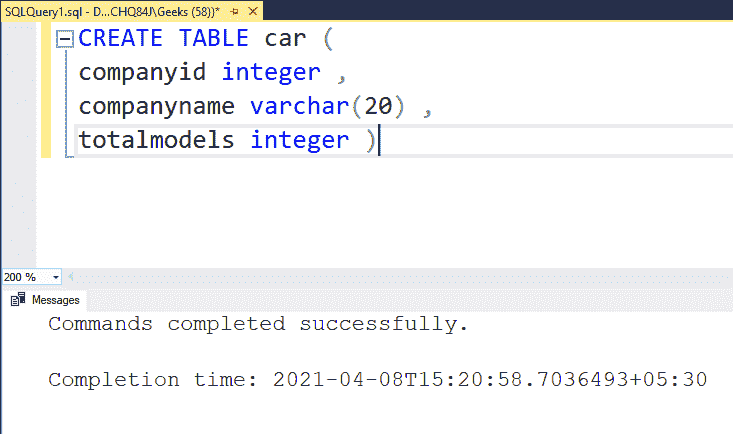 SQLQuery1.sql - D...CHQ84J\Geeks (58))*
CREATE TABLE car (
companyid integer ,
companyname varchar(20) ,
totalmodels integer )
200 %
Messages
Commands completed successfully.
Completion time: 2021-04-08T15:20:58.7036493+05:30